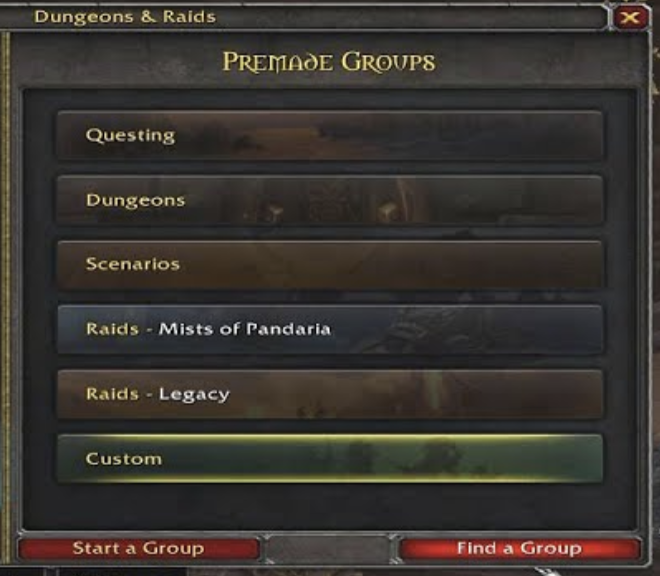 Dungeons & Raids
Premade Groups
Questing
Dungeons
Scenarios
Raids - Mists of Pandaria
Raids - Legacy
Custom
Start a Group
Find a Group